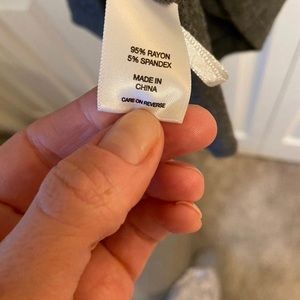 95% RAYON
5% SPANDEX
MADE IN
CHINA
CARE ON REVERSE